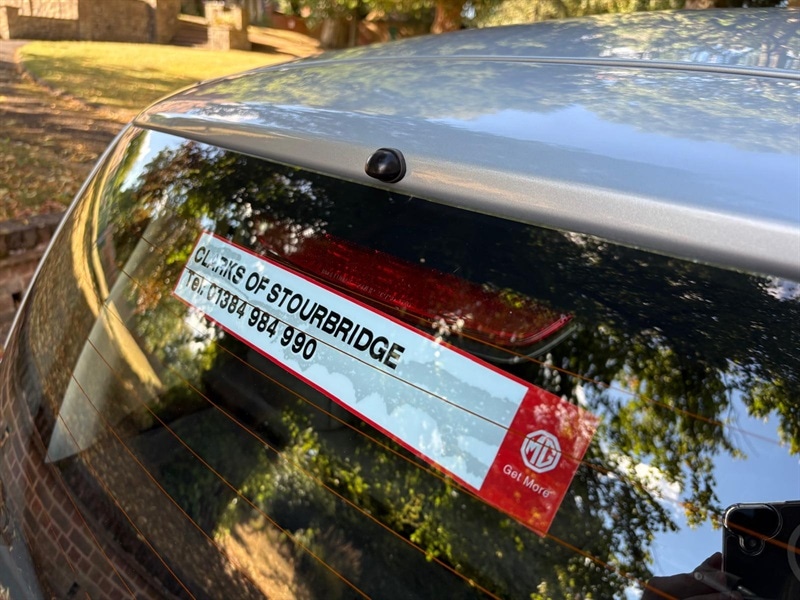 CLARKS OF STOURBRIDGE
Tel: 01384 984 990
MG
Get More